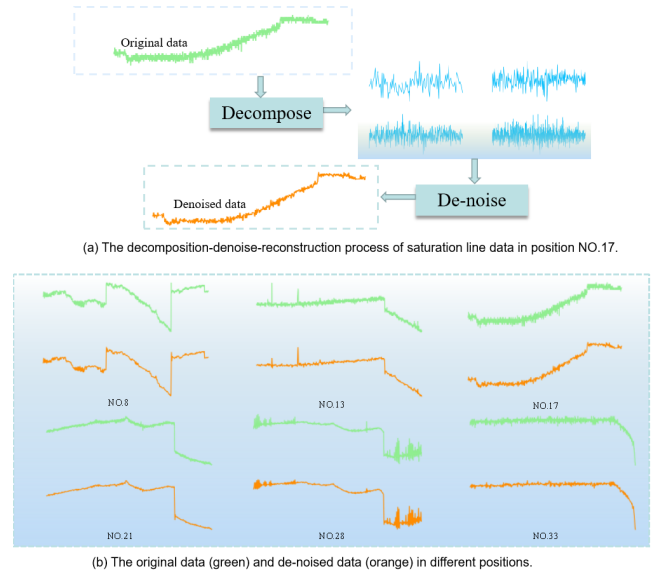 Original data
Decompose
Denoised data
De-noise
(a) The decomposition-denoise-reconstruction process of saturation line data in position NO.17.
NO.8
NO.13
NO.17
NO.21
NO.28
NO.33
(b) The original data (green) and de-noised data (orange) in different positions.